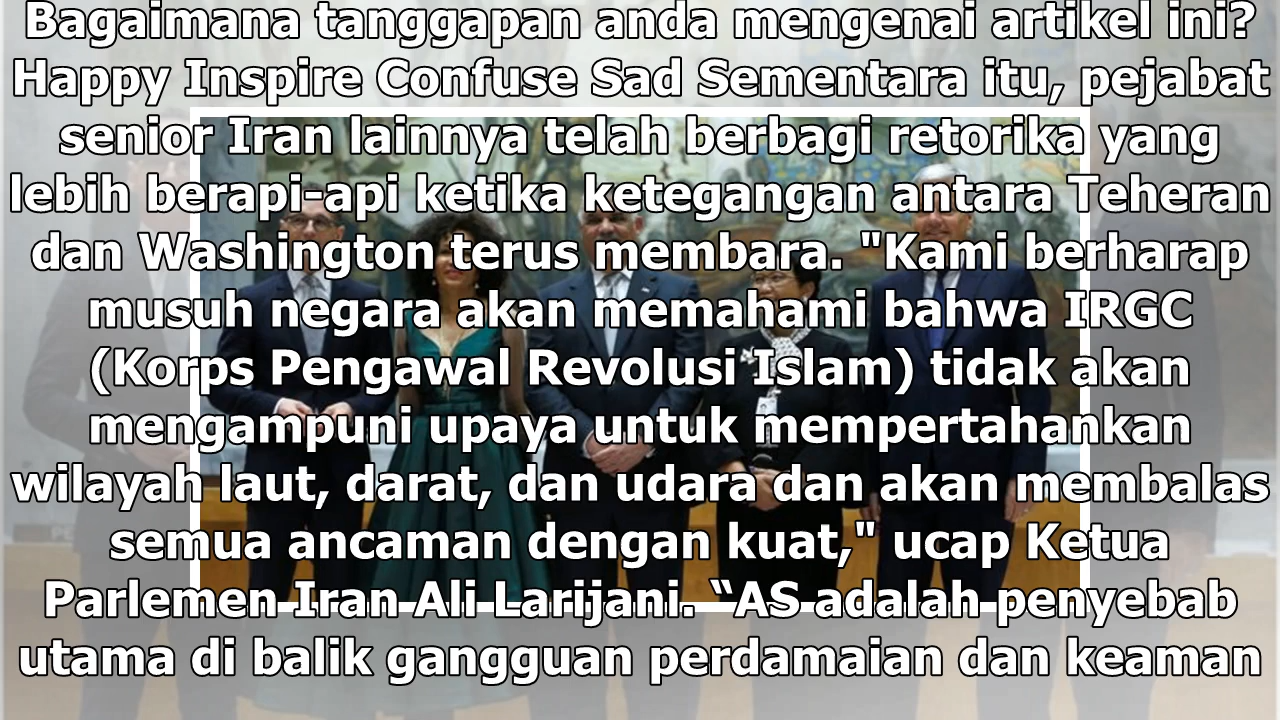 Bagaimana tanggapan anda mengenai artikel ini?
Happy Inspire Confuse Sad Sementara itu, pejabat
senior Iran lainnya telah berbagi retorika yang
lebih berapi-api ketika ketegangan antara Teheran
dan Washington terus membara. "Kami berharap
musuh negara akan memahami bahwa IRGC
(Korps Pengawal Revolusi Islam) tidak akan
mengampuni upaya untuk mempertahankan
wilayah laut, darat, dan udara dan akan membalas
semua ancaman dengan kuat," ucap Ketua
Parlemen Iran Ali Larijani. “AS adalah penyebab
utama di balik gangguan perdamaian dan keaman